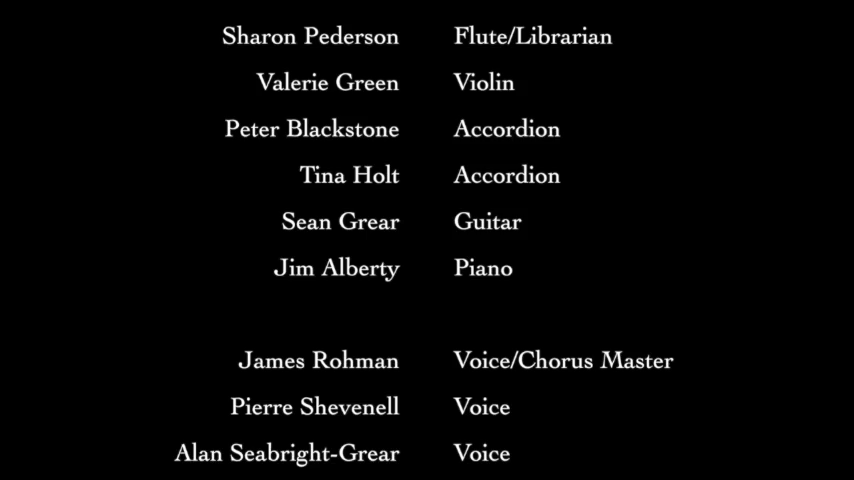 Sharon Pederson Flute/Librarian
Valerie Green Violin
Peter Blackstone Accordion
Tina Holt Accordion
Sean Grear Guitar
Jim Alberty Piano
James Rohman Voice/Chorus Master
Pierre Shevenell Voice
Alan Seabright-Grear Voice